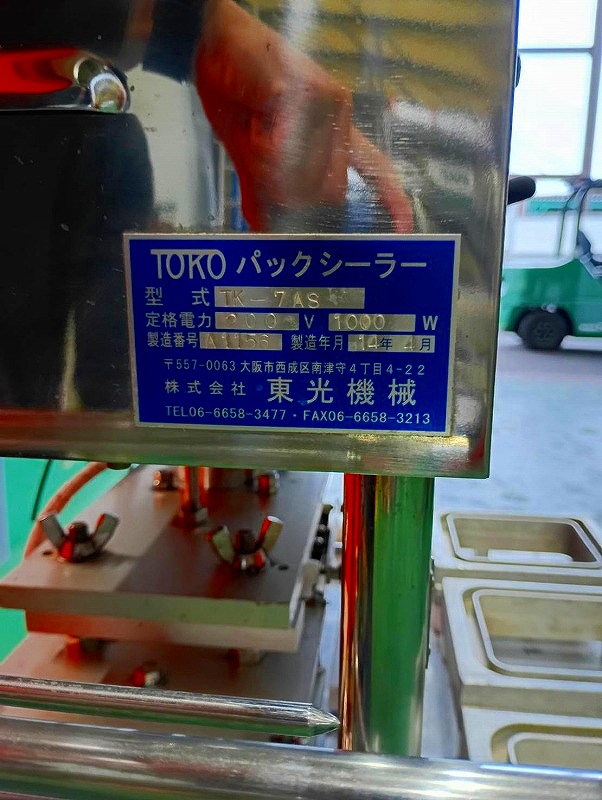 TOKO パックシーラー
型式 TK-7AS
定格電力 200 V 1000 W
製造番号 A1156 製造年月 14年 月
〒557-0063 大阪市西成区南津守4丁目4-22
株式会社 東光機械
TEL06-6658-3477・FAX06-6658-3213